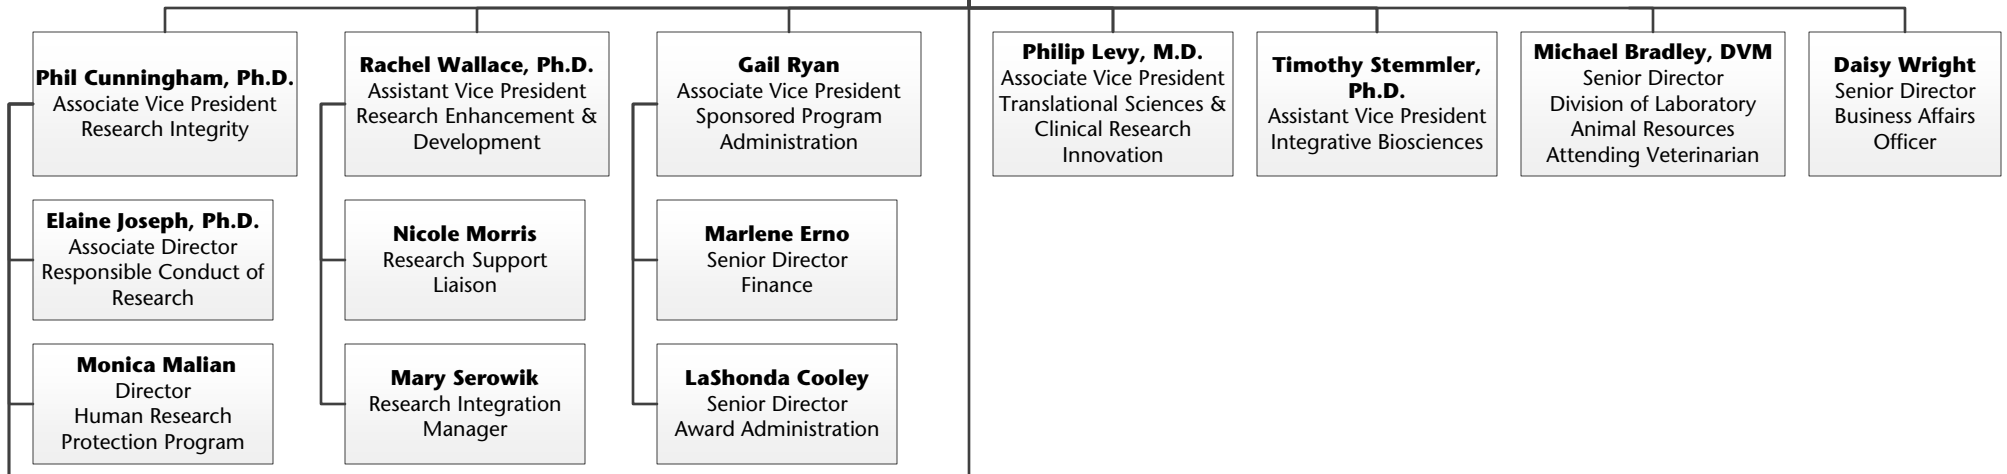 Phil Cunningham, Ph.D.
Associate Vice President
Research Integrity
Rachel Wallace, Ph.D.
Assistant Vice President
Research Enhancement &
Development
Gail Ryan
Associate Vice President
Sponsored Program
Administration
Philip Levy, M.D.
Associate Vice President
Translational Sciences &
Clinical Research
Innovation
Timothy Stemmler,
Ph.D.
Assistant Vice President
Integrative Biosciences
Michael Bradley, DVM
Senior Director
Division of Laboratory
Animal Resources
Attending Veterinarian
Daisy Wright
Senior Director
Business Affairs
Officer
Elaine Joseph, Ph.D.
Associate Director
Responsible Conduct of
Research
Nicole Morris
Research Support
Liaison
Marlene Erno
Senior Director
Finance
Monica Malian
Director
Human Research
Protection Program
Mary Serowik
Research Integration
Manager
LaShonda Cooley
Senior Director
Award Administration